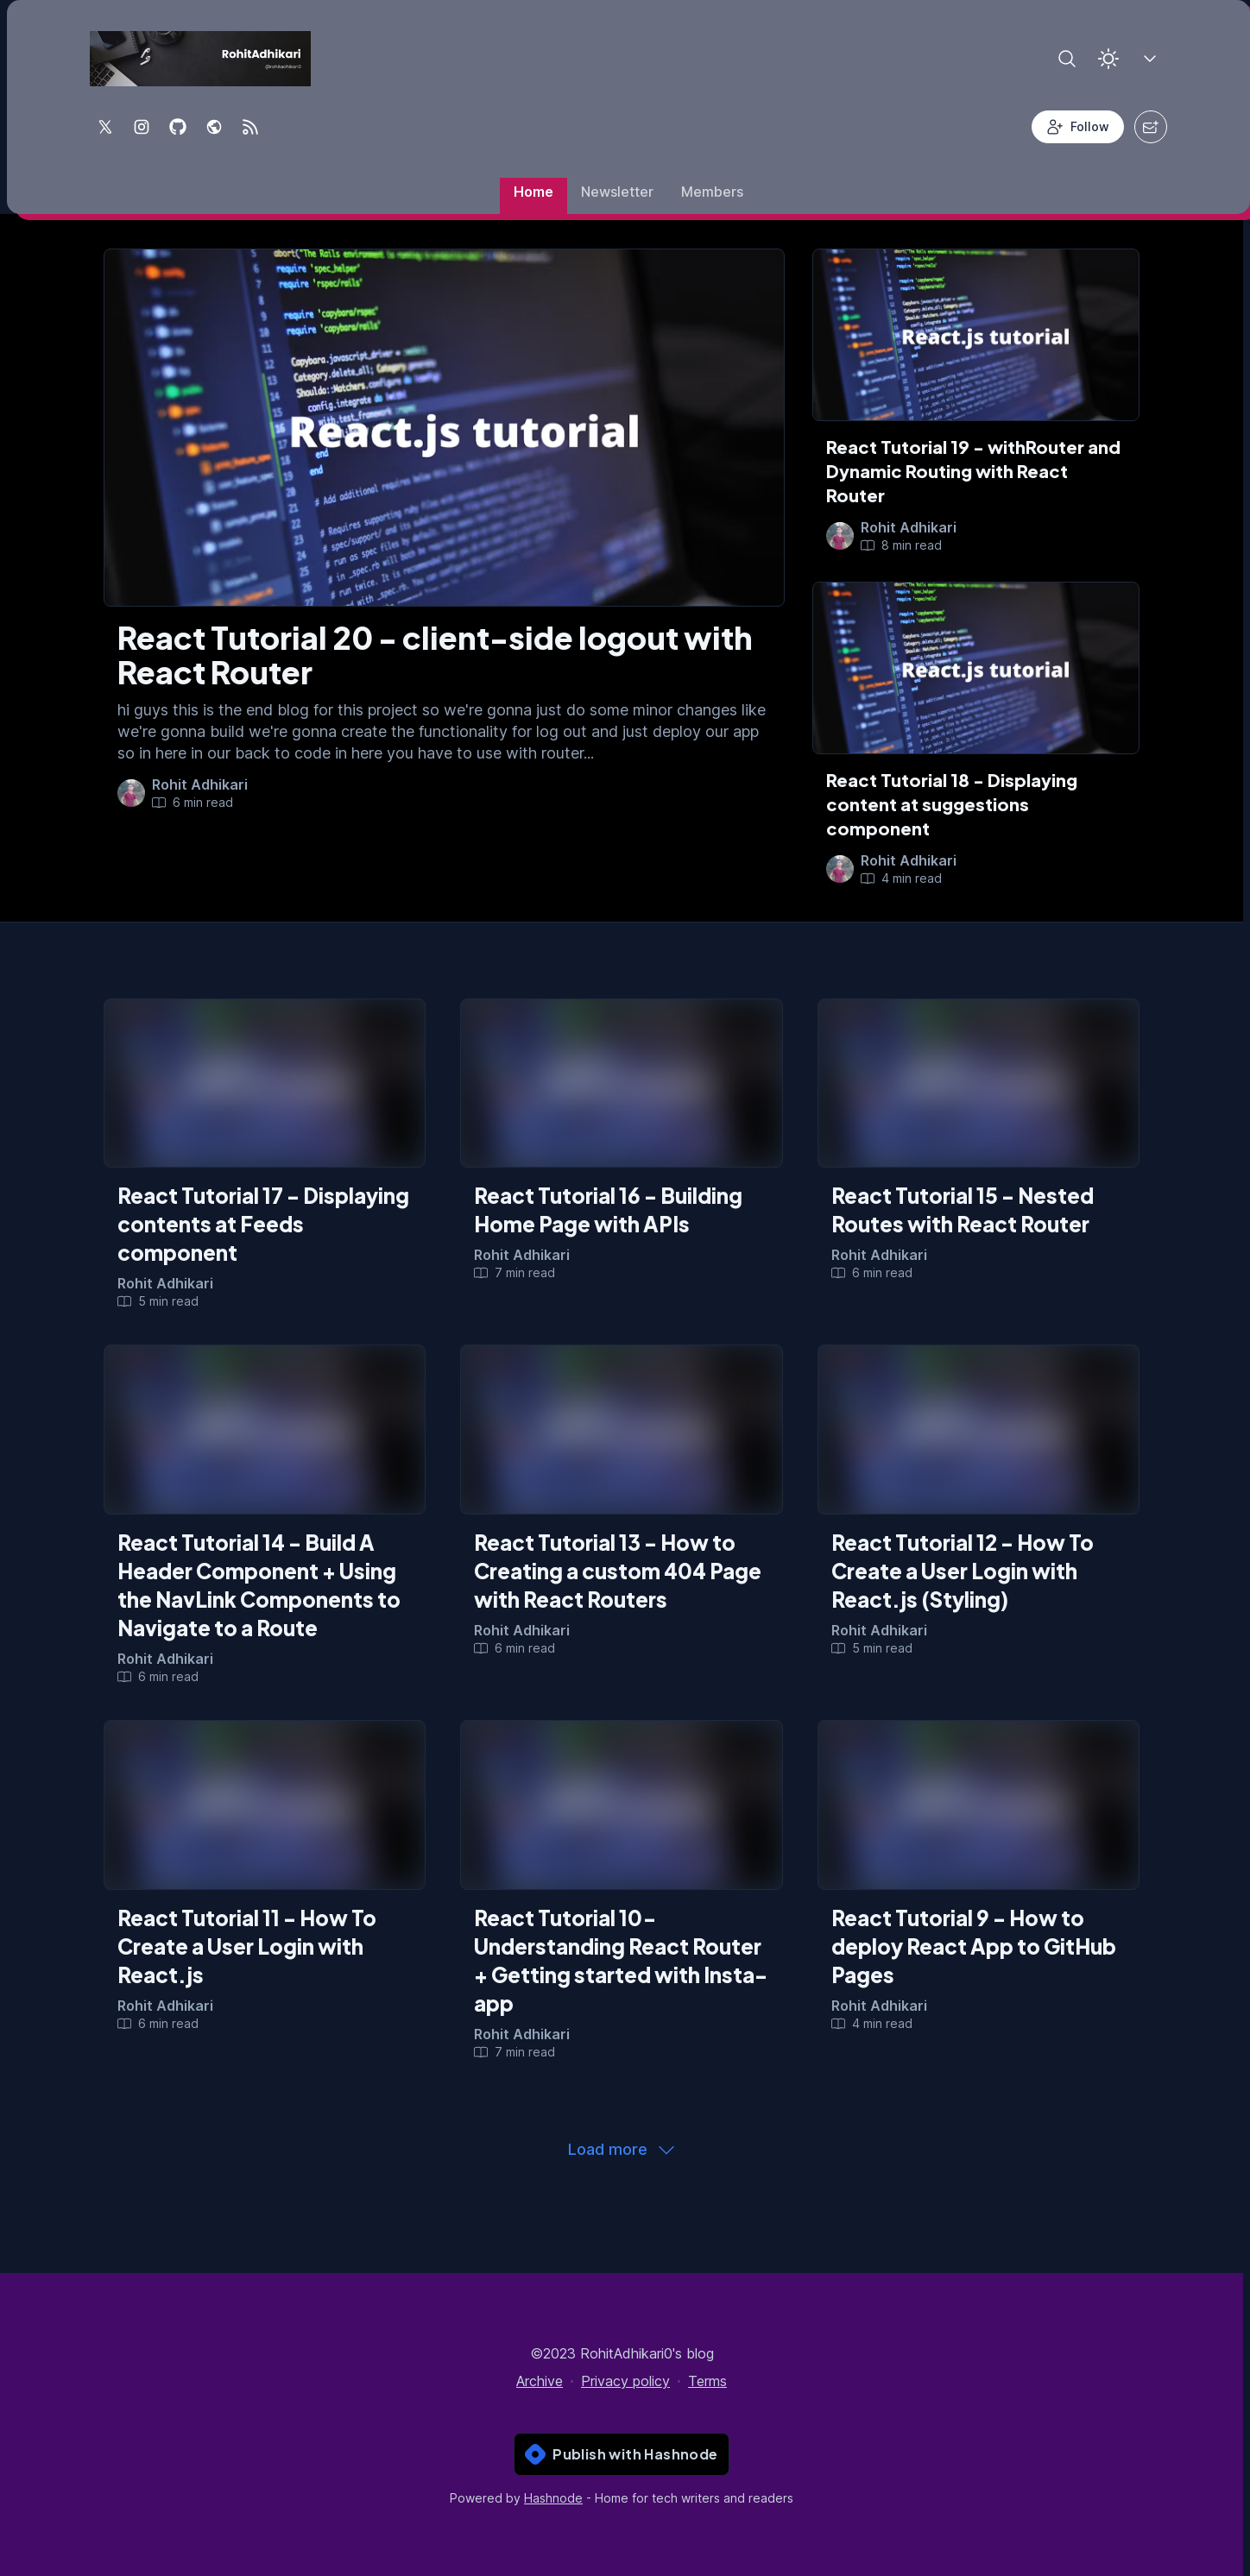 RohitAdhikari
Follow
Home Newsletter Members
React.js tutorial
React Tutorial 20 - client-side logout with
React Router
hi guys this is the end blog for this project so we're gonna just do some minor changes like
we're gonna build we're gonna create the functionality for log out and just deploy our app
so in here in our back to code in here you have to use with router...
Rohit Adhikari
6 min read
React.js tutorial
React Tutorial 19 - withRouter and
Dynamic Routing with React
Router
Rohit Adhikari
8 min read
React.js tutorial
React Tutorial 18 - Displaying
content at suggestions
component
Rohit Adhikari
4 min read
React Tutorial 17 - Displaying
contents at Feeds
component
Rohit Adhikari
5 min read
React Tutorial 16 - Building
Home Page with APIs
Rohit Adhikari
7 min read
React Tutorial 15 - Nested
Routes with React Router
Rohit Adhikari
6 min read
React Tutorial 14 - Build A
Header Component + Using
the NavLink Components to
Navigate to a Route
Rohit Adhikari
6 min read
React Tutorial 13 - How to
Creating a custom 404 Page
with React Routers
Rohit Adhikari
6 min read
React Tutorial 12 - How To
Create a User Login with
React.js (Styling)
Rohit Adhikari
5 min read
React Tutorial 11 - How To
Create a User Login with
React.js
Rohit Adhikari
6 min read
React Tutorial 10-
Understanding React Router
+ Getting started with Insta-
app
Rohit Adhikari
7 min read
React Tutorial 9 - How to
deploy React App to GitHub
Pages
Rohit Adhikari
4 min read
Load more
©2023 RohitAdhikari0's blog
Archive · Privacy policy · Terms
Publish with Hashnode
Powered by Hashnode - Home for tech writers and readers